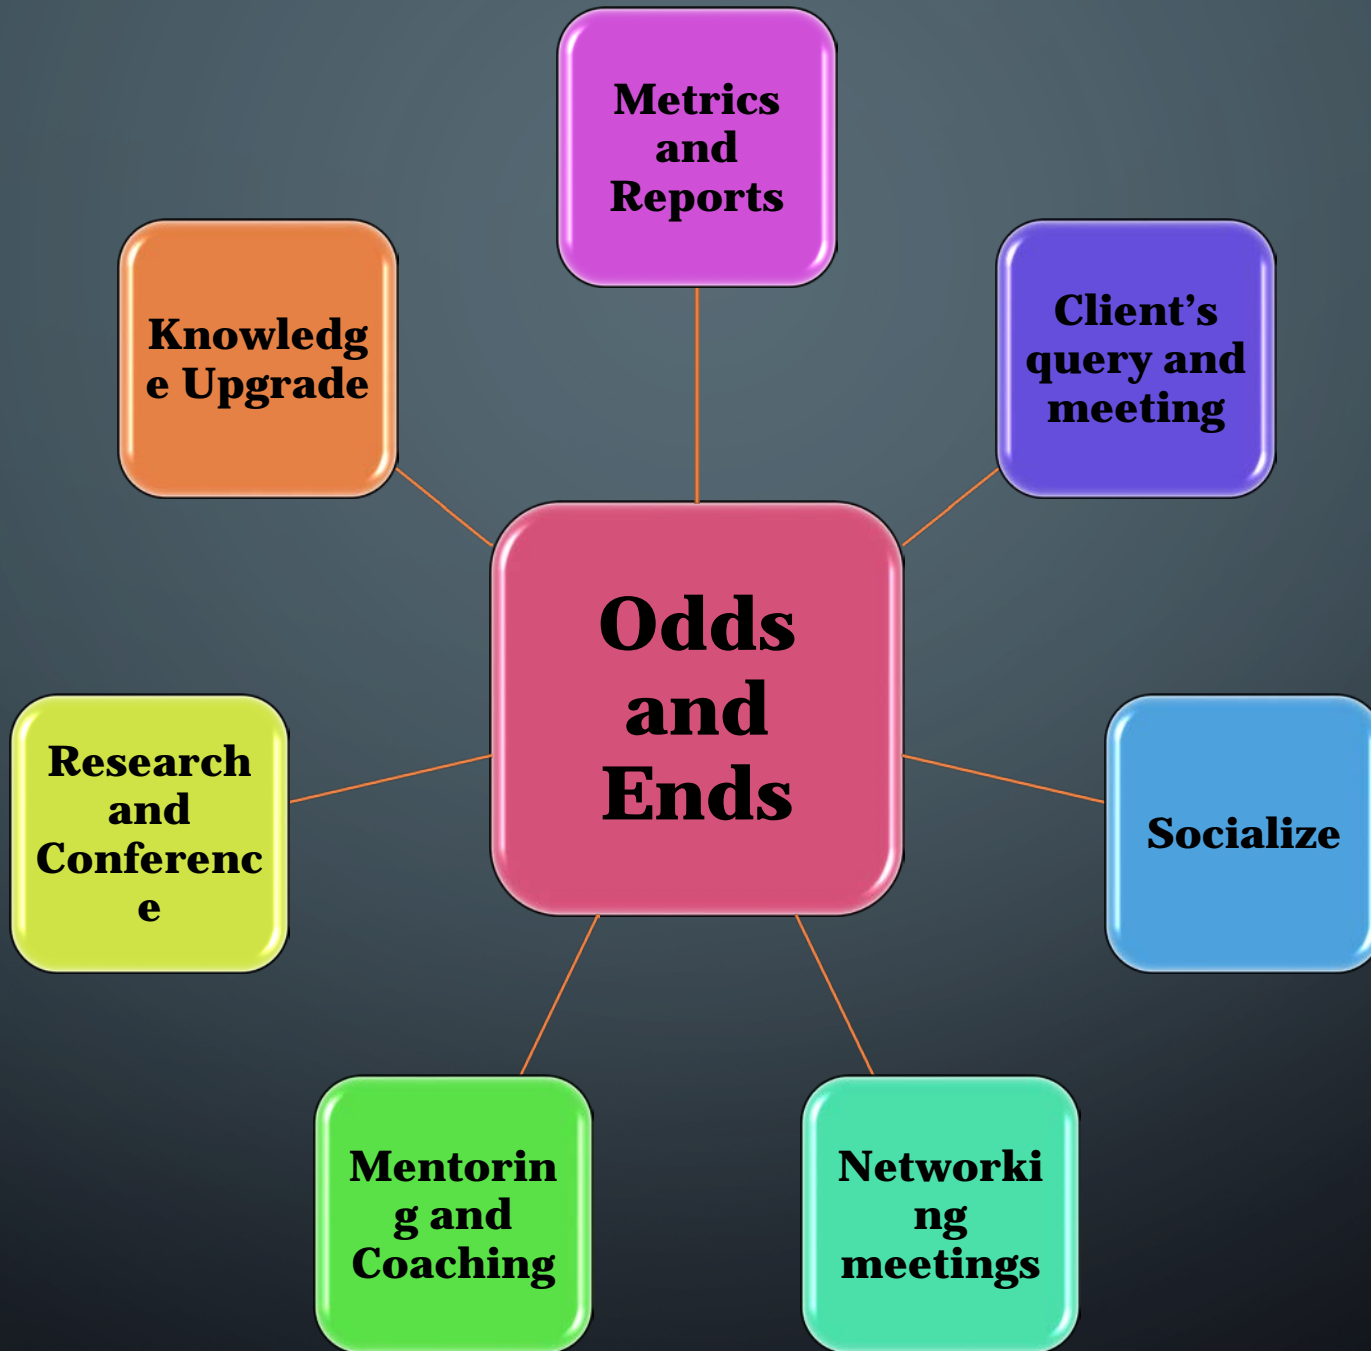 Metrics
and
Reports
Knowledg
e Upgrade
Client’s
query and
meeting
Odds
and
Ends
Research
and
Conferenc
e
Socialize
Mentorin
g and
Coaching
Networki
ng
meetings